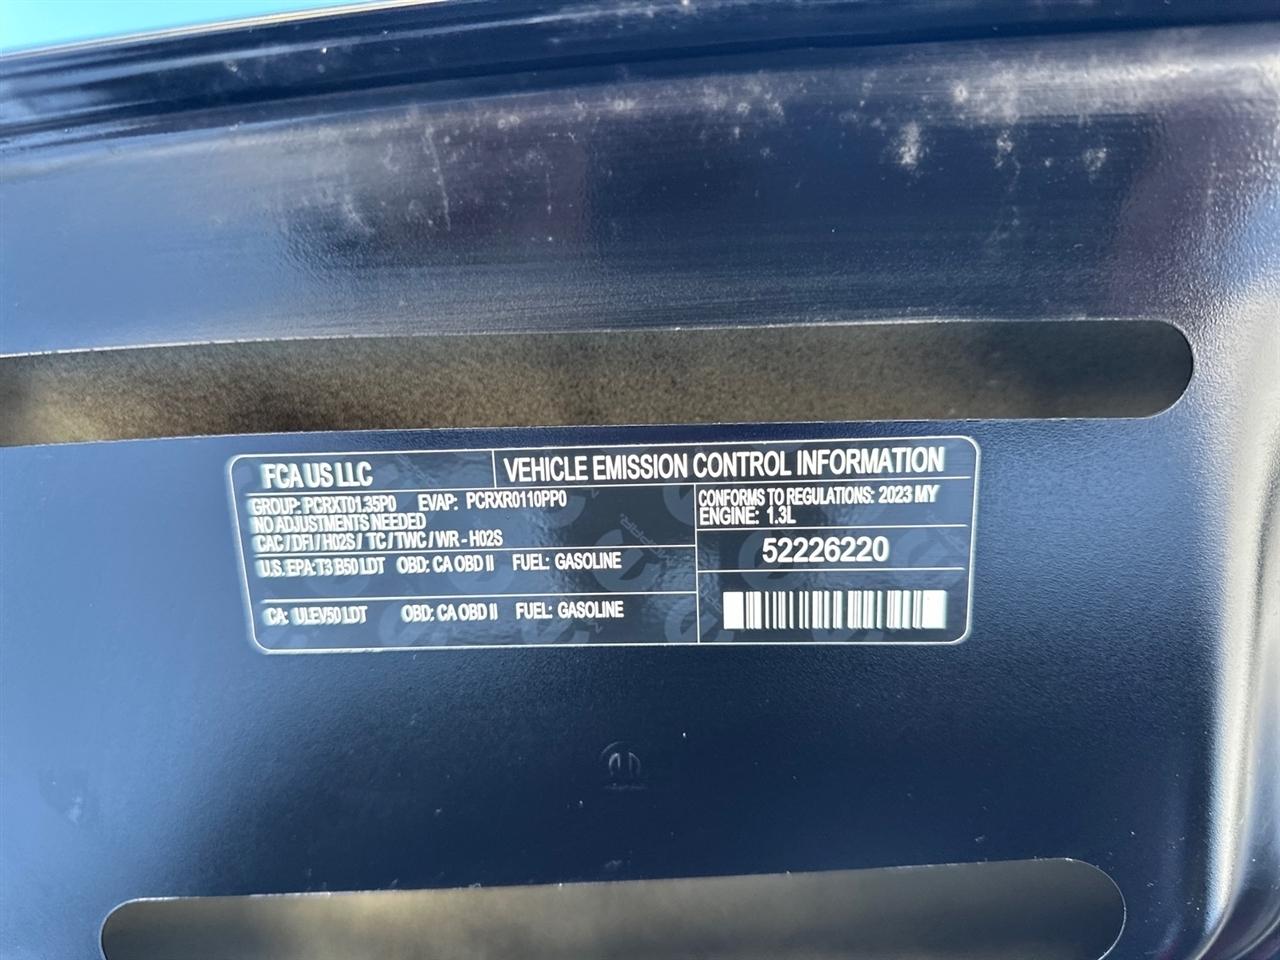 FCA US LLC
VEHICLE EMISSION CONTROL INFORMATION
GROUP: PCRXT01.35P0 EVAP: PCRXR0110PP0
NO ADJUSTMENTS NEEDED
CAC / DFI / H02S / TC / TWC / WR - H02S
U.S. EPA: T3 B50 LDT OBD: CA OBD II FUEL: GASOLINE
CA: ULEV50 LDT OBD: CA OBD II FUEL: GASOLINE
CONFORMS TO REGULATIONS: 2023 MY
ENGINE: 1.3L
52226220